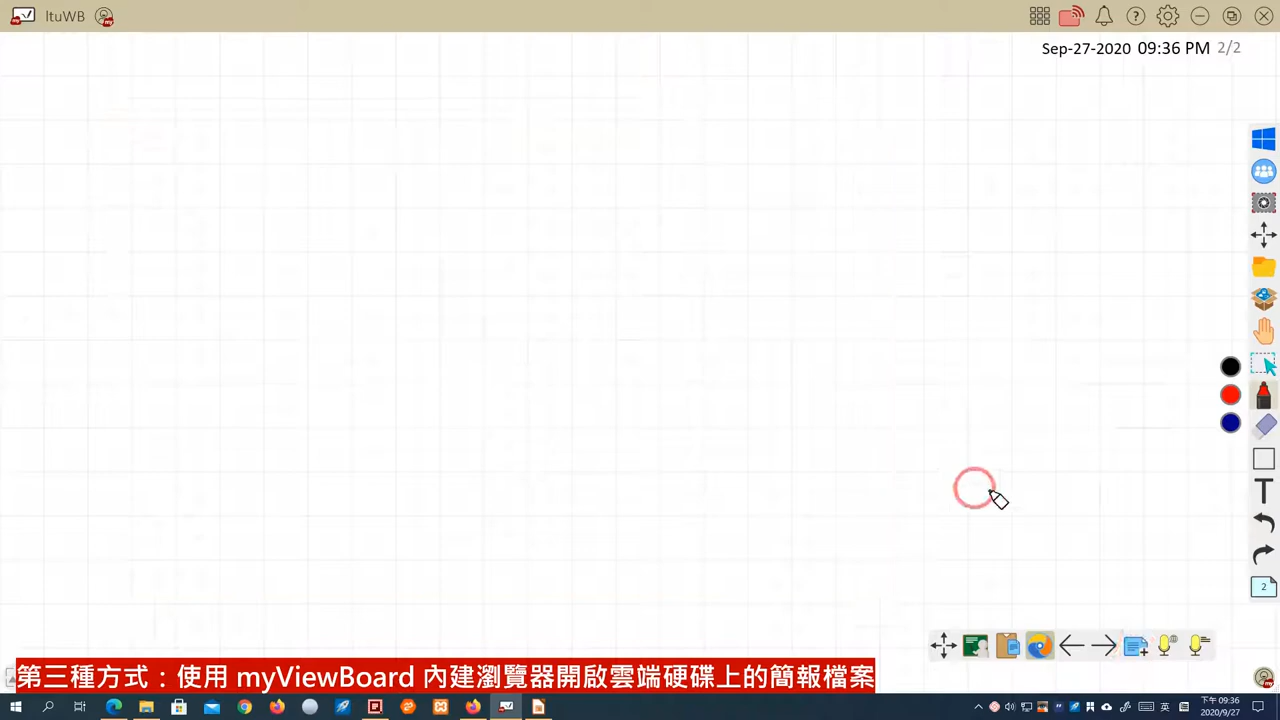 ltuWB
Sep-27-2020 09:36 PM 2/2
T
2
第三種方式：使用 myViewBoard 內建瀏覽器開啟雲端硬碟上的簡報檔案
英
下午 09:36
2020/9/27